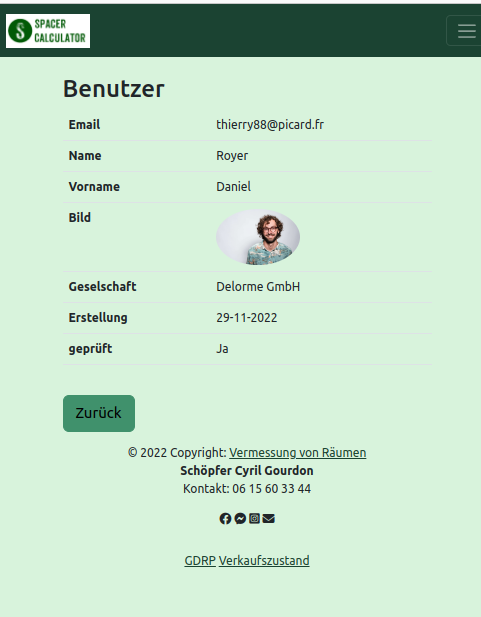 SPACER
CALCULATOR
Benutzer
Email thierry88@picard.fr
Name Royer
Vorname Daniel
Bild
Geselschaft Delorme GmbH
Erstellung 29-11-2022
geprüft Ja
Zurück
© 2022 Copyright: Vermessung von Räumen
Schöpfer Cyril Gourdon
Kontakt: 06 15 60 33 44
GDRP Verkaufszustand